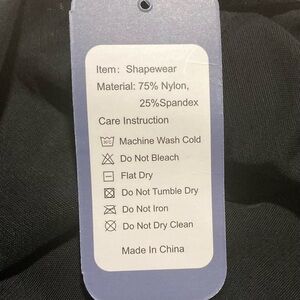 Item: Shapewear
Material: 75% Nylon,
25%Spandex
Care Instruction
Machine Wash Cold
Do Not Bleach
Flat Dry
Do Not Tumble Dry
Do Not Iron
Do Not Dry Clean
Made In China